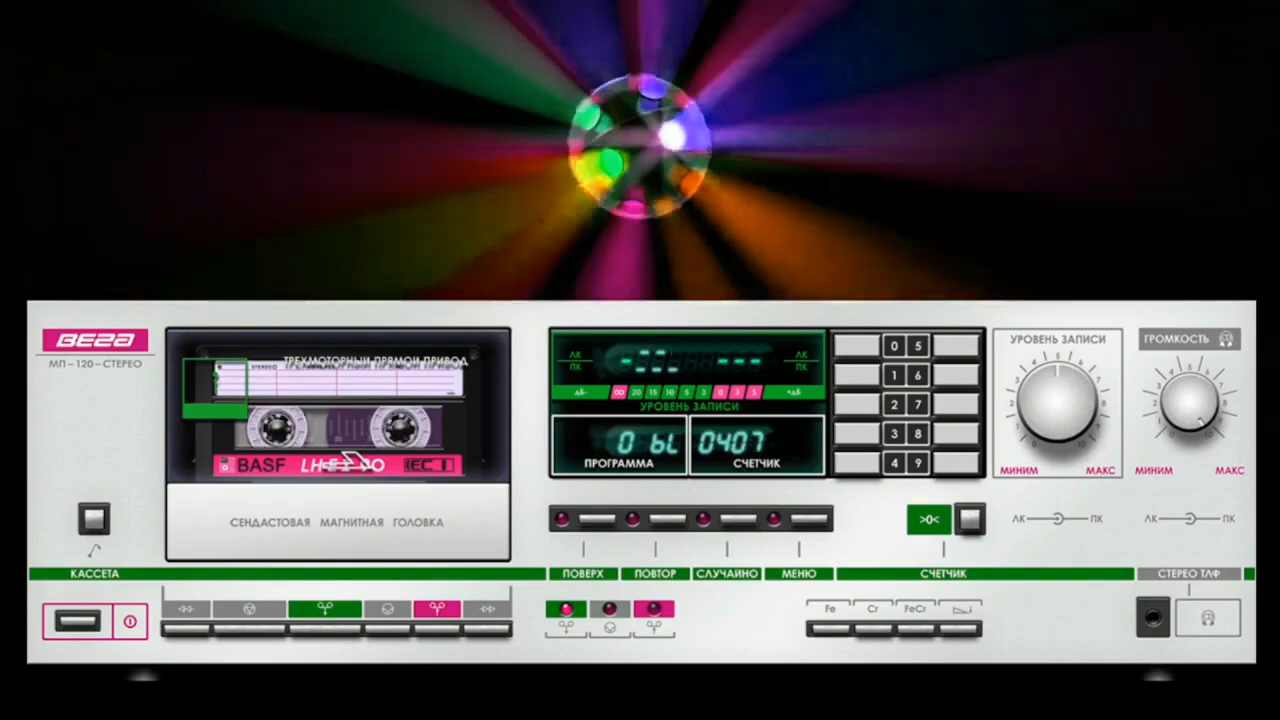 ВЕГА
МП – 120 – СТЕРЕО
ТРЕХМОТОРНЫЙ ПРЯМОЙ ПРИВОД
STEREO
BASF
IEC I
СЕНДАСТОВАЯ МАГНИТНАЯ ГОЛОВКА
ЛК
ПК
ЛК
ПК
дБ- ∞ 20 15 10 5 3 0 3 5 +дБ
УРОВЕНЬ ЗАПИСИ
0407
ПРОГРАММА
СЧЕТЧИК
0 5
1 6
2 7
3 8
4 9
УРОВЕНЬ ЗАПИСИ
МИНИМ
МАКС
ГРОМКОСТЬ
МИНИМ
МАКС
>0<
ЛК
ПК
ЛК
ПК
КАССЕТА
ПОВЕРХ
ПОВТОР
СЛУЧАЙНО
МЕНЮ
СЧЕТЧИК
СТЕРЕО ТЛФ
Fe
Cr
FeCr